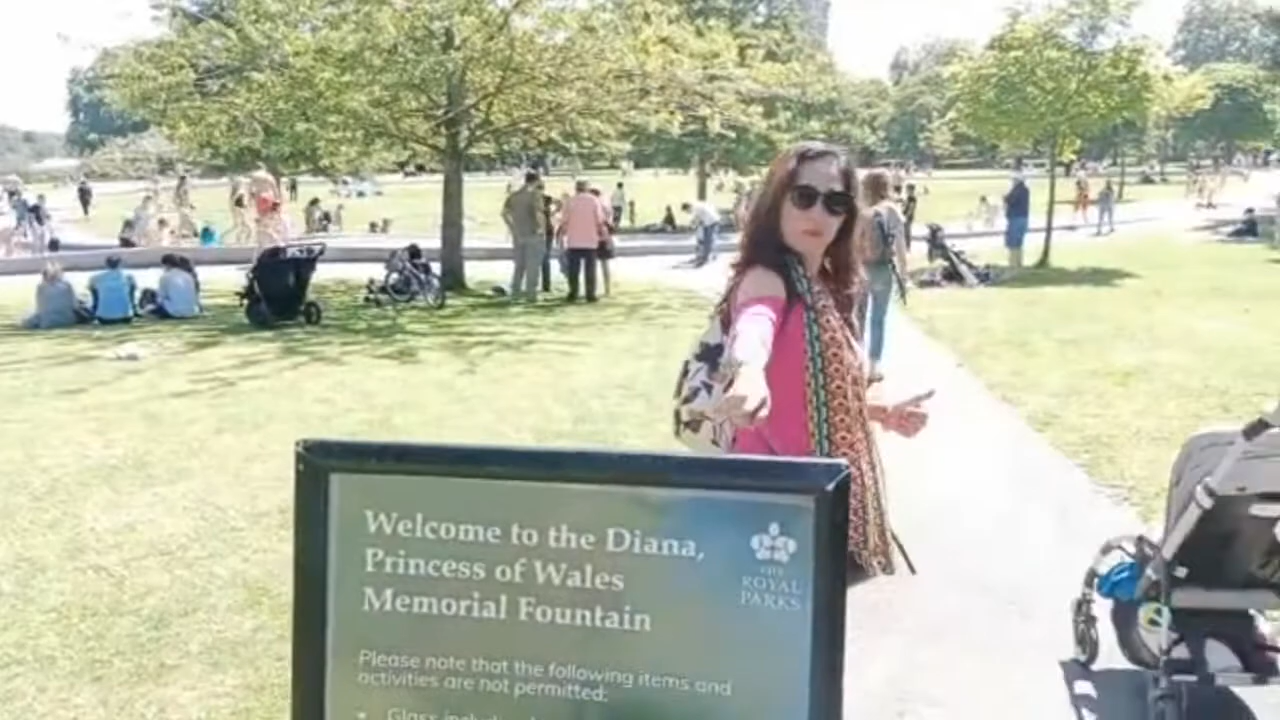 Welcome to the Diana,
Princess of Wales
Memorial Fountain
THE
ROYAL
PARKS
Please note that the following items and
activities are not permitted:
• Glass